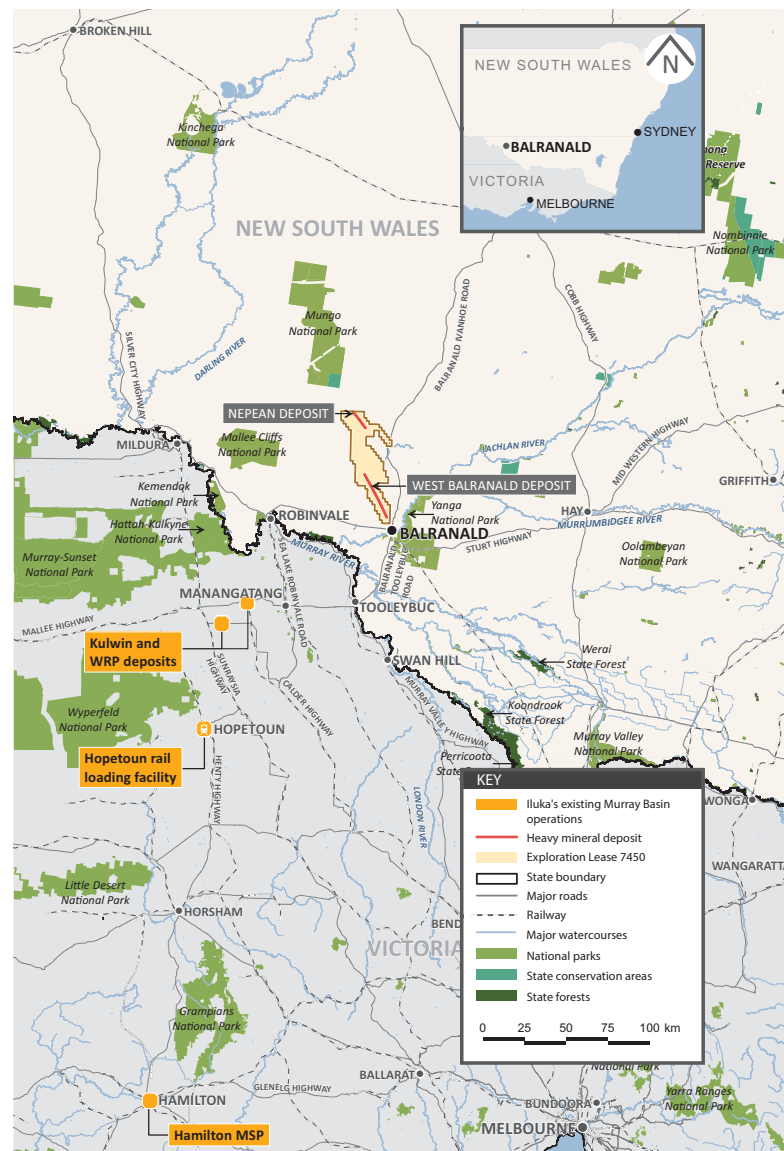 BROKEN HILL
Kinchega
National Park
NEW SOUTH WALES
N
SYDNEY
BALRANALD
VICTORIA
MELBOURNE
Reserve
Nombinnie
National Park
NEW SOUTH WALES
Mungo
National Park
BALRANALD IVANHOE ROAD
COBB HIGHWAY
SILVER CITY HIGHWAY
DARLING RIVER
NEPEAN DEPOSIT
MILDURA
Mallee Cliffs
National Park
LACHLAN RIVER
MID WESTERN HIGHWAY
Kemendok
National Park
WEST BALRANALD DEPOSIT
GRIFFITH
Yanga
National Park
HAY
MURRUMBIDGEE RIVER
Hattah-Kulkyne
National Park
ROBINVALE
BALRANALD
STURT HIGHWAY
MURRAY RIVER
Murray-Sunset
National Park
BALRANALD
TOOLEYBUC
ROAD
Oolambeyan
National Park
MANANGATANG
SEA LAKE ROBINVALE ROAD
TOOLEYBUC
MALLEE HIGHWAY
Kulwin and
WRP deposits
SUNRAYSIA
HIGHWAY
CALDER HIGHWAY
SWAN HILL
Werai
State Forest
Wyperfeld
National Park
MURRAY VALLEY HIGHWAY
Koondrook
State Forest
HOPETOUN
Murray Valley
National Park
Perricoota
Hopetoun rail
loading facility
HENTY HIGHWAY
LONDON RIVER
KEY
Iluka's existing Murray Basin
operations
Heavy mineral deposit
Exploration Lease 7450
State boundary
Major roads
Railway
Major watercourses
National parks
State conservation areas
State forests
0 25 50 75 100 km
WONGA
WANGARATTA
Little Desert
National Park
HORSHAM
BEND
VICTORIA
Grampians
National Park
BALLARAT
GLENELG HIGHWAY
HAMILTON
Hamilton MSP
National Park
Yarra Ranges
National Park
BUNDOORA
MELBOURNE